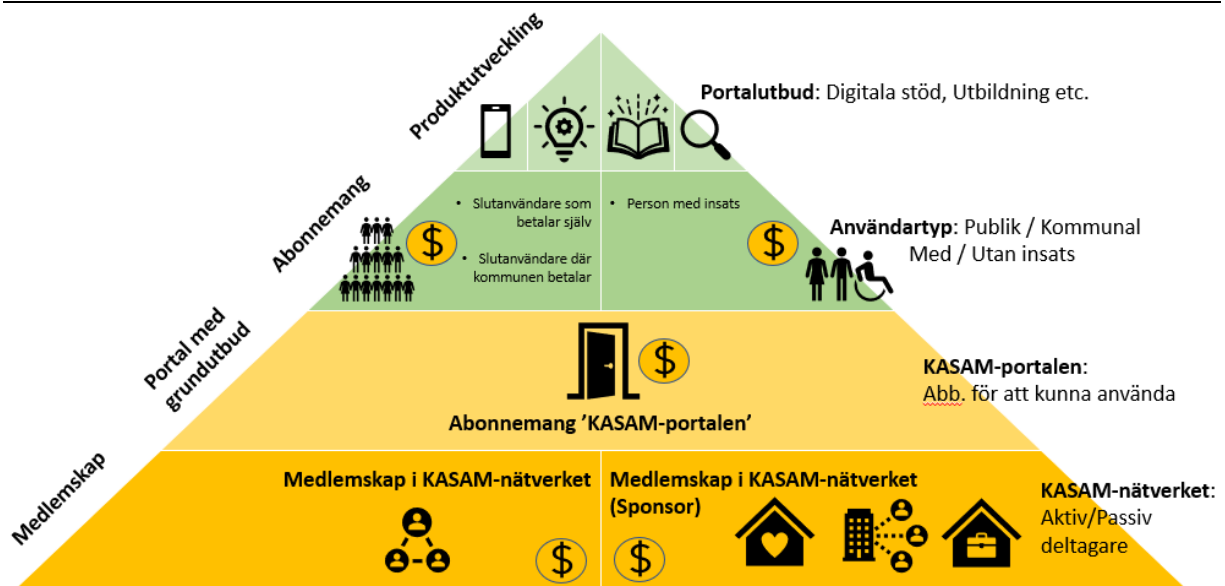 Produktutveckling
Portalutbud: Digitala stöd, Utbildning etc.
Abonnemang
• Slutanvändare som
betalar själv
• Slutanvändare där
kommunen betalar
• Person med insats
$
$
Användartyp: Publik / Kommunal
Med / Utan insats
Portal med
grundutbud
$
Abonnemang ’KASAM-portalen’
KASAM-portalen:
Abb. för att kunna använda
Medlemskap
Medlemskap i KASAM-nätverket
$
Medlemskap i KASAM-nätverket
(Sponsor)
$
KASAM-nätverket:
Aktiv/Passiv
deltagare